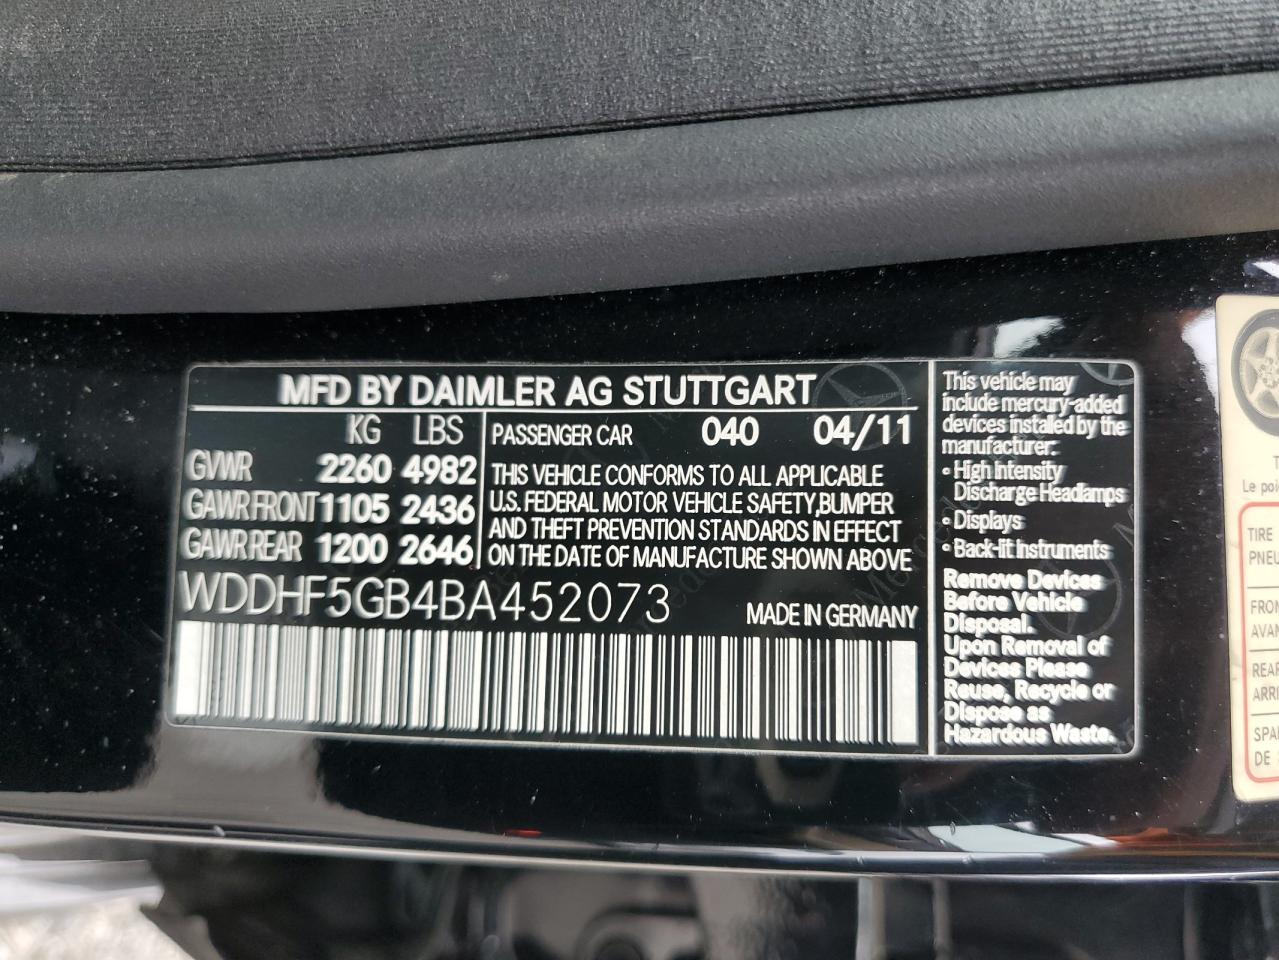 MFD BY DAIMLER AG STUTTGART
KG LBS
GVWR 2260 4982
GAWR FRONT 1105 2436
GAWR REAR 1200 2646
PASSENGER CAR 040 04/11
THIS VEHICLE CONFORMS TO ALL APPLICABLE
U.S. FEDERAL MOTOR VEHICLE SAFETY,BUMPER
AND THEFT PREVENTION STANDARDS IN EFFECT
ON THE DATE OF MANUFACTURE SHOWN ABOVE
WDDHF5GB4BA452073
MADE IN GERMANY
This vehicle may
include mercury-added
devices installed by the
manufacturer:
• High Intensity
Discharge Headlamps
• Displays
• Back-lit Instruments
Remove Devices
Before Vehicle
Disposal.
Upon Removal of
Devices Please
Reuse, Recycle or
Dispose as
Hazardous Waste.
Le
TIRE
DE